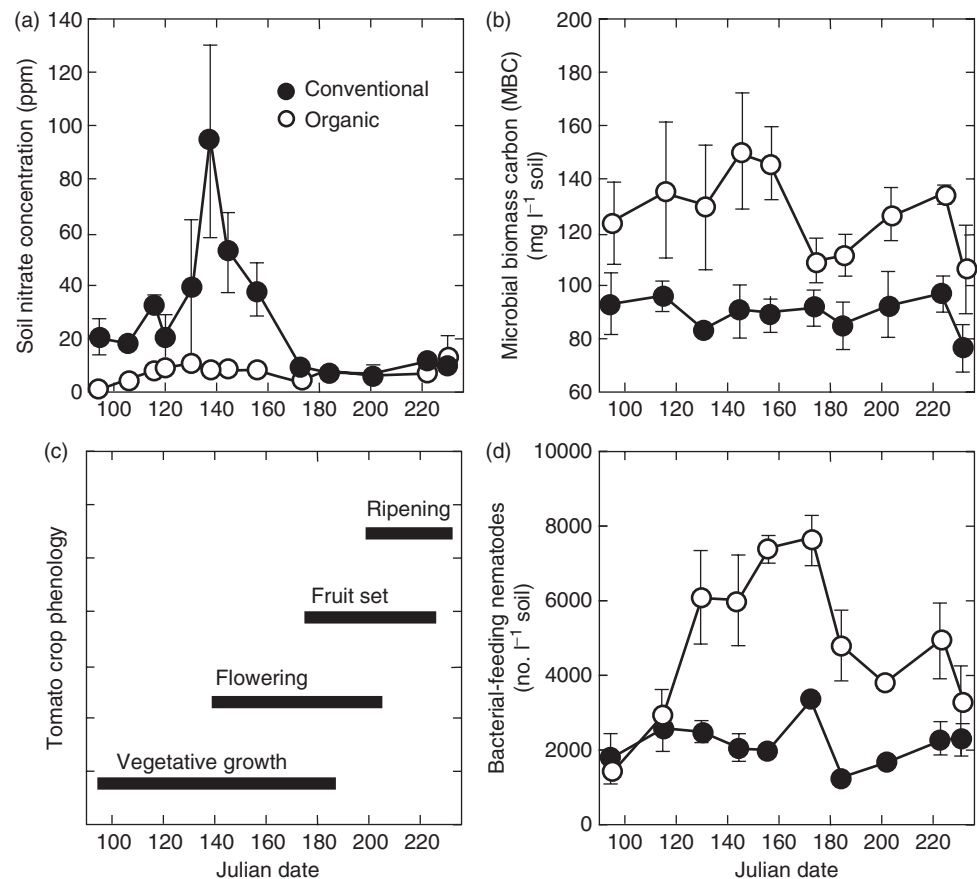 (a)
140
120
100
80
60
40
20
0
Soil nitrate concentration (ppm)
Conventional
Organic
100 120 140 160 180 200 220
(b)
200
180
160
140
120
100
80
60
Microbial biomass carbon (MBC)
(mg l⁻¹ soil)
100 120 140 160 180 200 220
(c)
Tomato crop phenology
Ripening
Fruit set
Flowering
Vegetative growth
100 120 140 160 180 200 220
Julian date
(d)
10000
8000
6000
4000
2000
0
Bacterial-feeding nematodes
(no. l⁻¹ soil)
100 120 140 160 180 200 220
Julian date